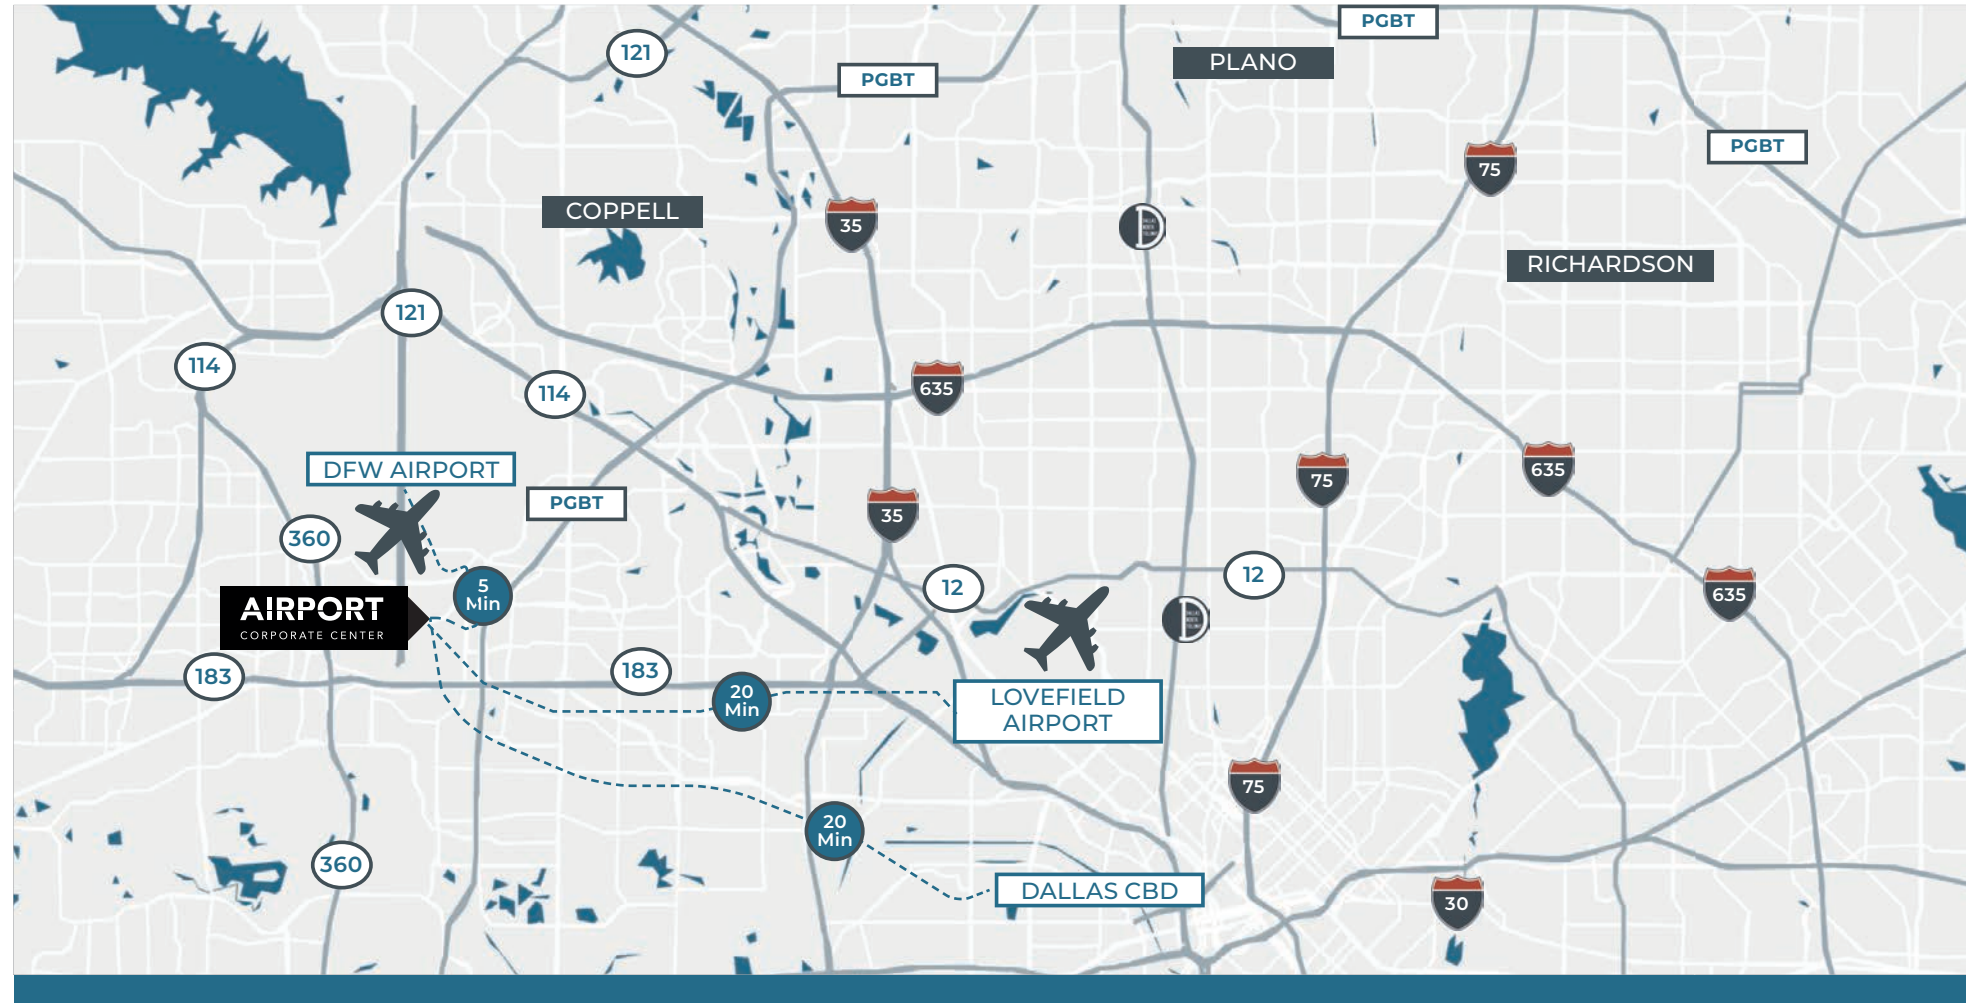 PGBT
121
PLANO
PGBT
PGBT
75
COPPELL
35
RICHARDSON
121
114
635
114
DFW AIRPORT
635
75
PGBT
35
360
5
Min
12
12
635
AIRPORT
CORPORATE CENTER
183
183
20
Min
LOVEFIELD
AIRPORT
75
20
Min
360
DALLAS CBD
30